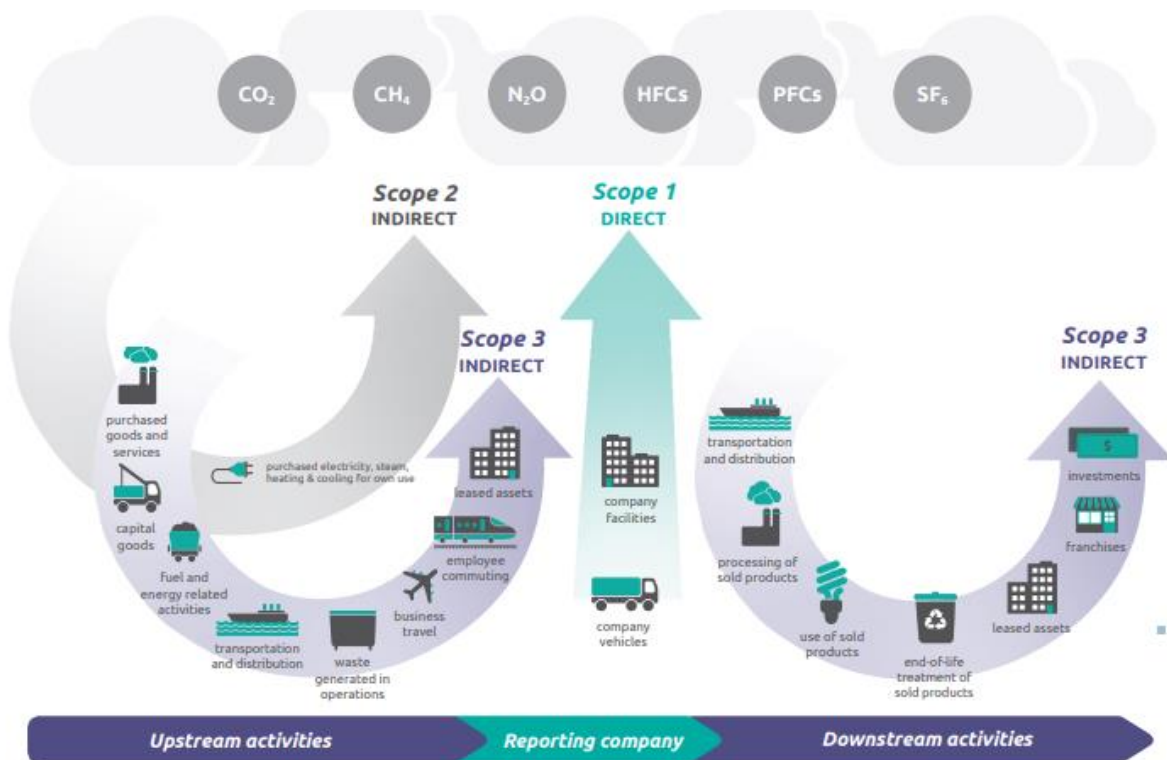 CO₂
CH₄
N₂O
HFCs
PFCs
SF₆
Scope 2
INDIRECT
Scope 1
DIRECT
Scope 3
INDIRECT
Scope 3
INDIRECT
purchased
goods and
services
capital
goods
fuel and
energy related
activities
purchased electricity, steam,
heating & cooling for own use
transportation
and distribution
waste
generated in
operations
business
travel
employee
commuting
leased assets
company
facilities
company
vehicles
transportation
and distribution
processing of
sold products
use of sold
products
end-of-life
treatment of
sold products
leased assets
franchises
investments
$
Upstream activities
Reporting company
Downstream activities